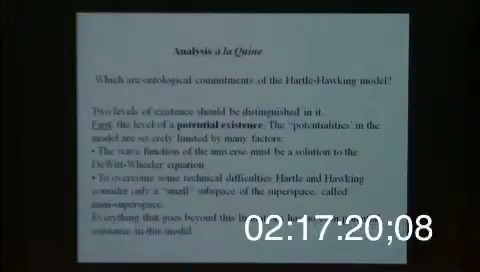 Analysis a la Quine
Which are ontological commitments of the Hartle-Hawking model?
Two levels of existence should be distinguished in it.
First: the level of a potential existence. The "potentialities' in the
model are severely limited by many factors:
• The wave function of the universe must be a solution to the
DeWitt-Wheeler equation
• To overcome some technical difficulties Hartle and Hawking
consider only a "small" subspace of the superspace, called
mini-superspace.
Everything that goes beyond this
existence in this model.
02:17:20;08